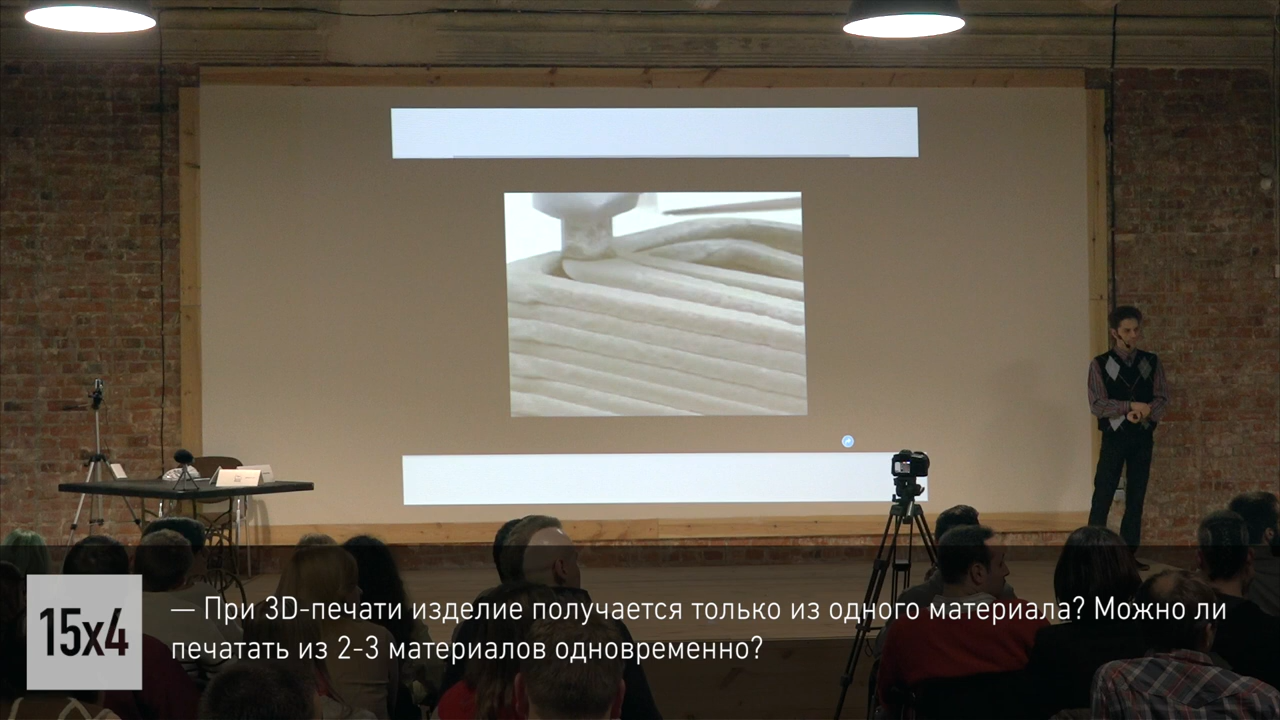 15x4
— При 3D-печати изделие получается только из одного материала? Можно ли
печатать из 2-3 материалов одновременно?